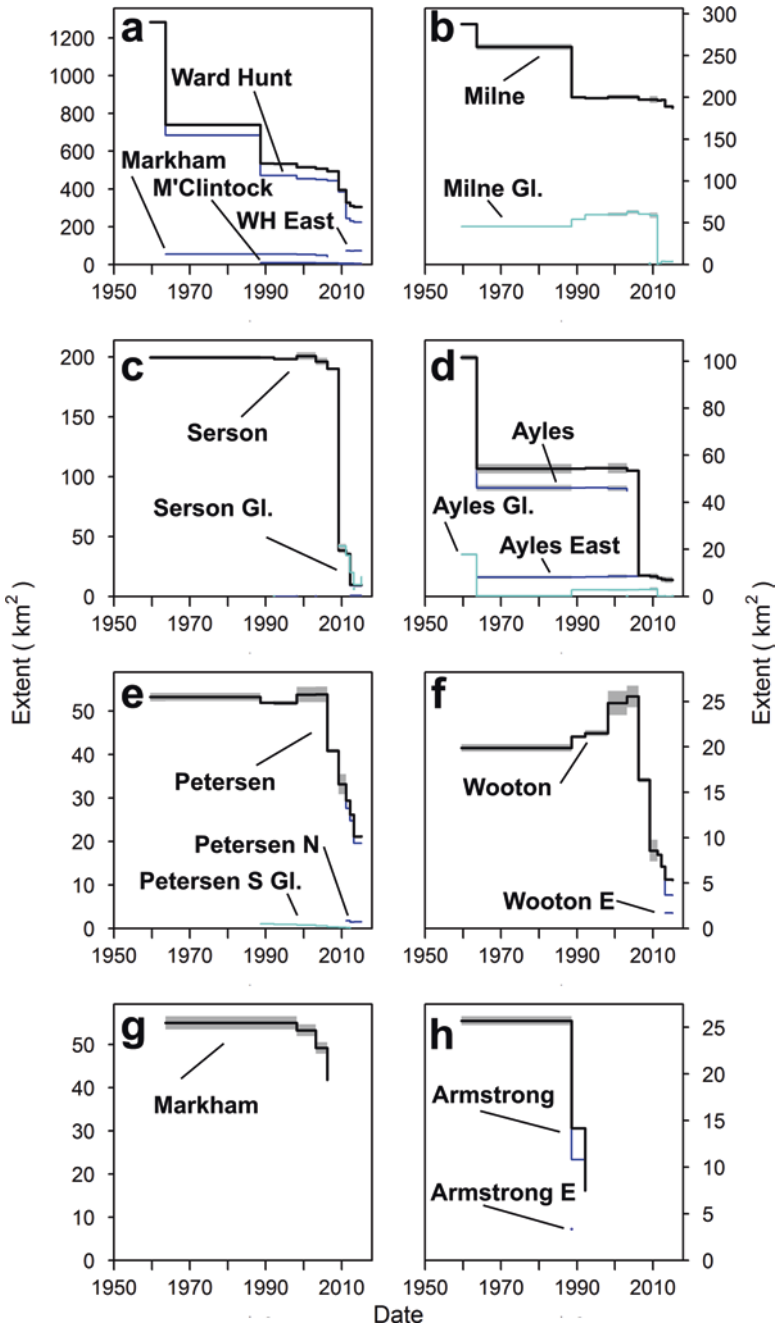 a
1200
1000
800
600
400
200
0
Ward Hunt
Markham
M'Clintock
WH East
1950 1970 1990 2010
b
300
250
200
150
100
50
0
Milne
Milne Gl.
1950 1970 1990 2010
c
200
150
100
50
0
Serson
Serson Gl.
1950 1970 1990 2010
d
100
80
60
40
20
0
Ayles
Ayles Gl.
Ayles East
1950 1970 1990 2010
Extent ( km²)
Extent ( km²)
e
50
40
30
20
10
0
Petersen
Petersen N
Petersen S Gl.
1950 1970 1990 2010
f
25
20
15
10
5
0
Wooton
Wooton E
1950 1970 1990 2010
g
50
40
30
20
10
0
Markham
1950 1970 1990 2010
h
25
20
15
10
5
0
Armstrong
Armstrong E
1950 1970 1990 2010
Date